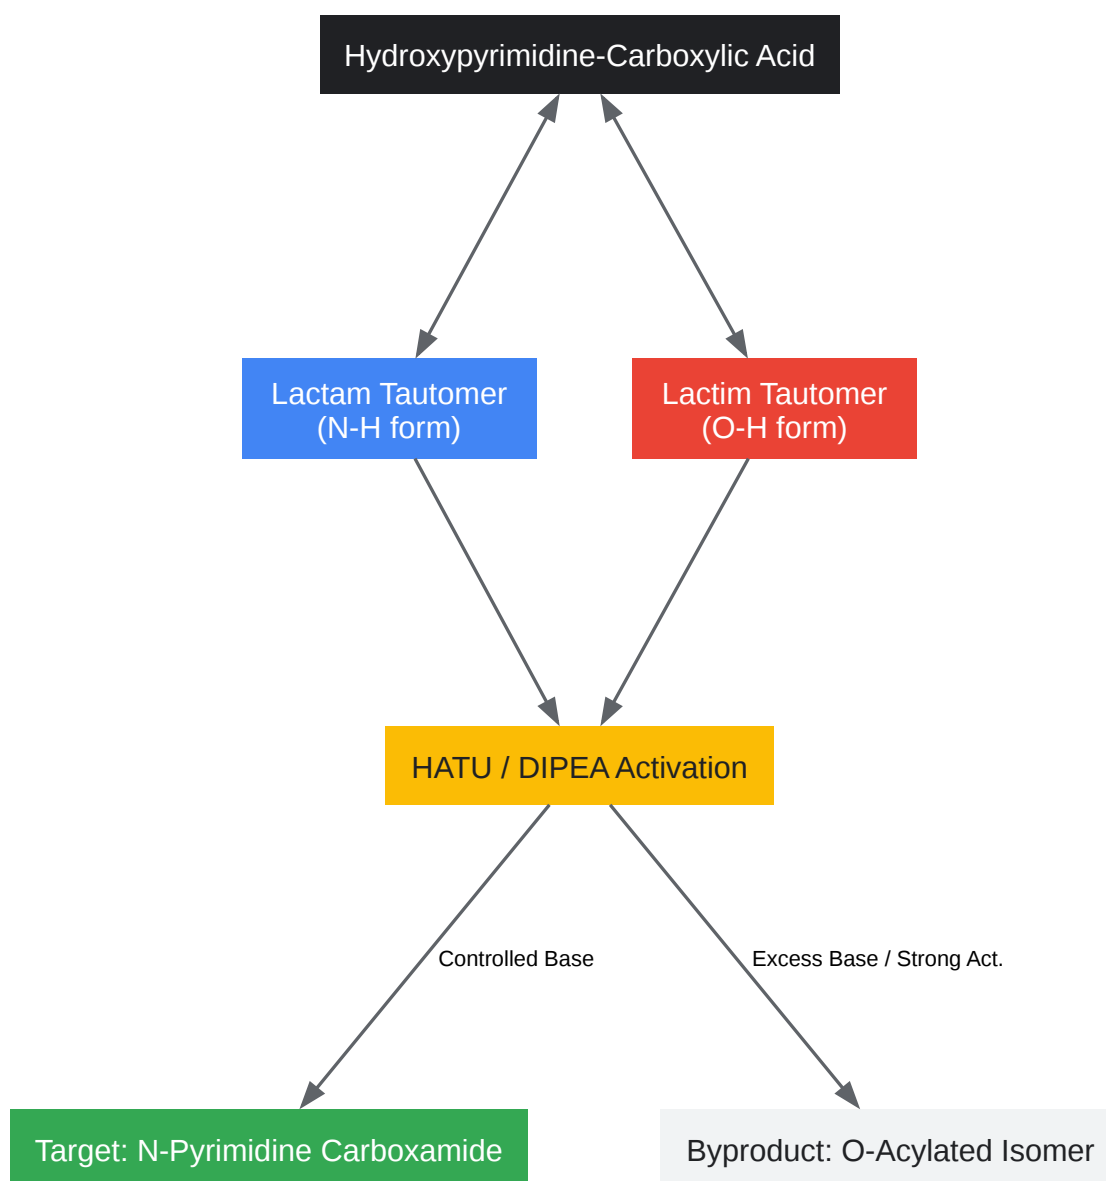 Hydroxypyrimidine-Carboxylic Acid
Lactam Tautomer
(N-H form)
Lactim Tautomer
(O-H form)
HATU / DIPEA Activation
Controlled Base
Excess Base / Strong Act.
Target: N-Pyrimidine Carboxamide
Byproduct: O-Acylated Isomer